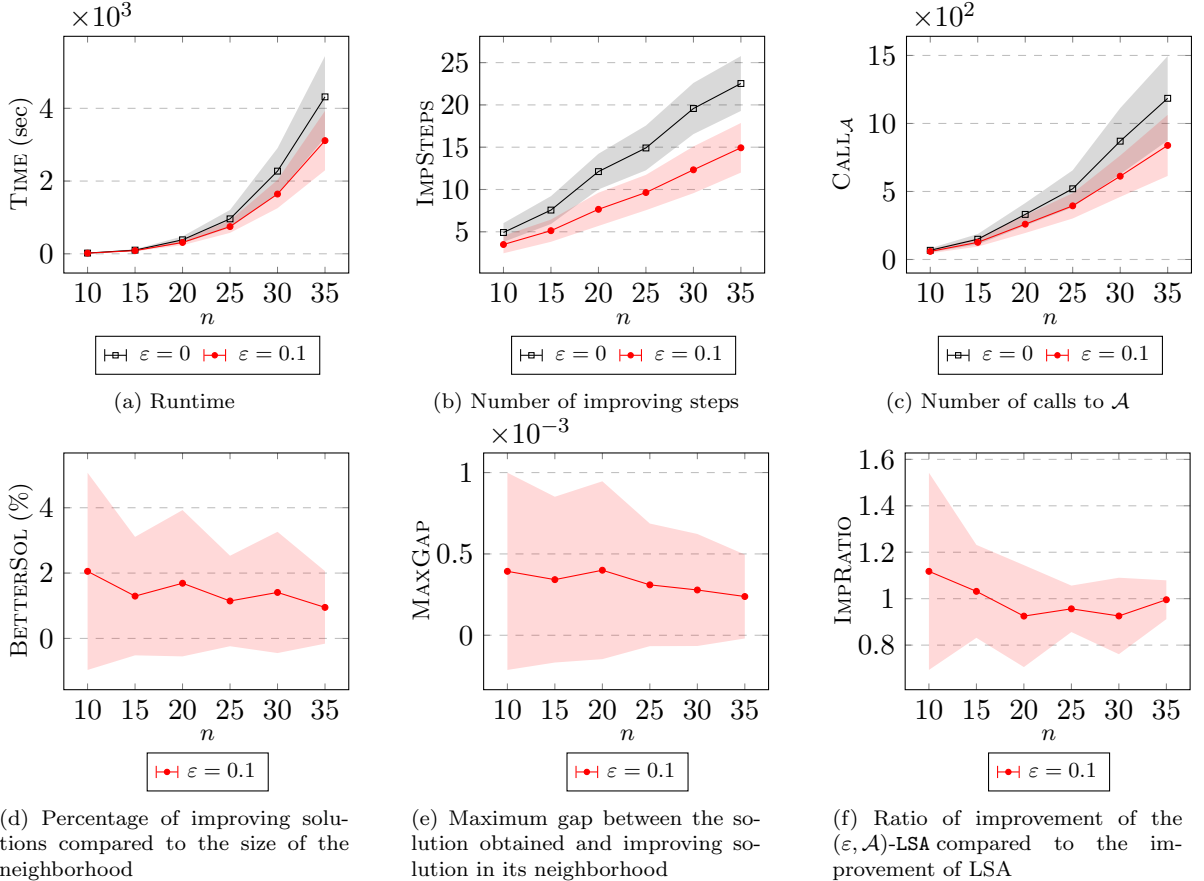 ×10³
4
2
0
TIME (sec)
10 15 20 25 30 35
n
ε = 0 ε = 0.1
(a) Runtime
25
20
15
10
5
IMPSTEPS
10 15 20 25 30 35
n
ε = 0 ε = 0.1
(b) Number of improving steps
×10²
15
10
5
0
CALL𝒜
10 15 20 25 30 35
n
ε = 0 ε = 0.1
(c) Number of calls to 𝒜
4
2
0
BETTERSOL (%)
10 15 20 25 30 35
n
ε = 0.1
(d) Percentage of improving solu-
tions compared to the size of the
neighborhood
×10⁻³
1
0.5
0
MAXGAP
10 15 20 25 30 35
n
ε = 0.1
(e) Maximum gap between the so-
lution obtained and improving so-
lution in its neighborhood
1.6
1.4
1.2
1
0.8
IMPRATIO
10 15 20 25 30 35
n
ε = 0.1
(f) Ratio of improvement of the
(ε, 𝒜)-LSA compared to the im-
provement of LSA